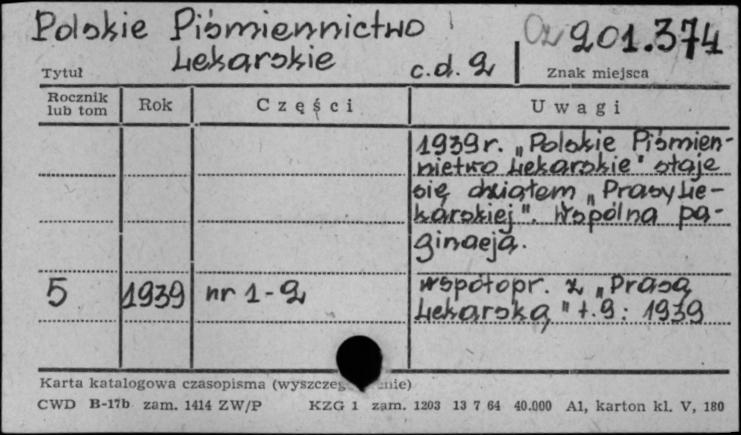 Polskie Piśmiennictwo Cz 201.374
Lekarskie c.d. 2
Tytuł Znak miejsca
Rocznik lub tom Rok Części Uwagi
1939 r. „Polskie Piśmien-
nictwo Lekarskie" staje
się działem „Prasy Le-
karskiej". Wspólna pa-
ginacja.
5 1939 nr 1-2 współopr. z „Prasą
Lekarską" t. 9: 1939
Karta katalogowa czasopisma (wyszczeg nie)
CWD B-17b zam. 1414 ZW/P KZG 1 zam. 1203 13 7 64 40.000 A1, karton kl. V, 180